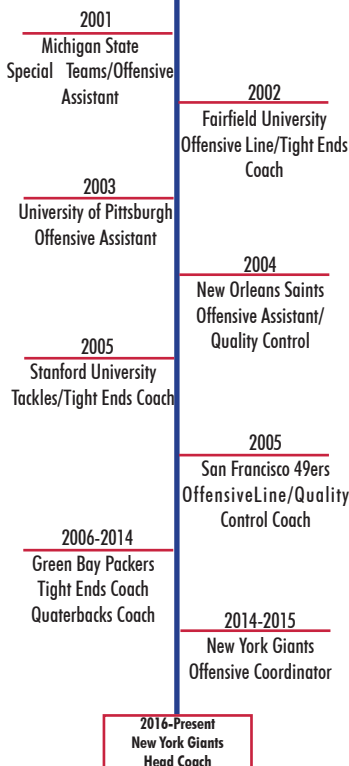 2001
Michigan State
Special Teams/Offensive
Assistant
2002
Fairfield University
Offensive Line/Tight Ends
Coach
2003
University of Pittsburgh
Offensive Assistant
2004
New Orleans Saints
Offensive Assistant/
Quality Control
2005
Stanford University
Tackles/Tight Ends Coach
2005
San Francisco 49ers
OffensiveLine/Quality
Control Coach
2006-2014
Green Bay Packers
Tight Ends Coach
Quaterbacks Coach
2014-2015
New York Giants
Offensive Coordinator
2016-Present
New York Giants
Head Coach